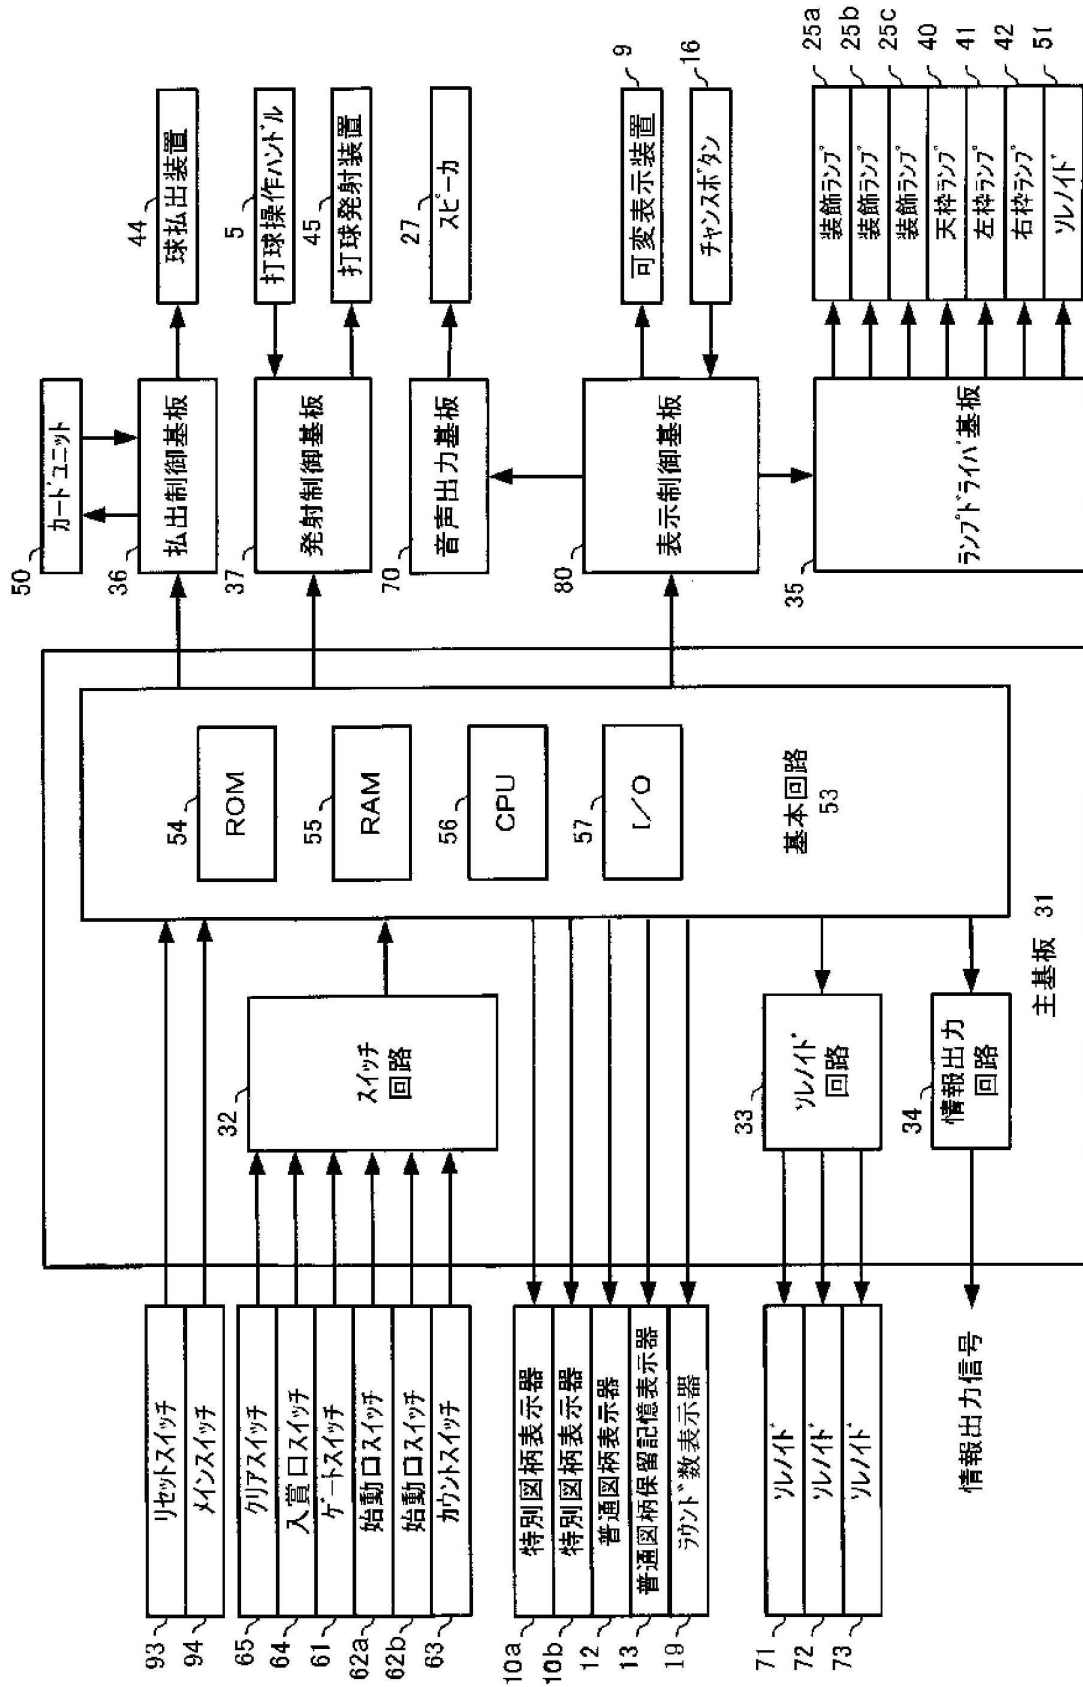 93 リセットスイッチ
94 メインスイッチ
65 クリアスイッチ
64 入賞口スイッチ
61 ゲートスイッチ
62a 始動口スイッチ
62b 始動口スイッチ
63 カウントスイッチ
10a 特別図柄表示器
10b 特別図柄表示器
12 普通図柄表示器
13 普通図柄保留記憶表示器
19 ラウンド数表示器
71 ソレノイド
72 ソレノイド
73 ソレノイド
情報出力信号
32
スイッチ
回路
33
ソレノイド
回路
34
情報出力
回路
主基板 31
54
ROM
55
RAM
56
CPU
57
I/O
基本回路
53
50
カードユニット
36
払出制御基板
37
発射制御基板
70
音声出力基板
80
表示制御基板
35
ランプドライバ基板
44
球払出装置
5
打球操作ハンドル
45
打球発射装置
27
スピーカ
9
可変表示装置
16
チャンスボタン
装飾ランプ 25a
装飾ランプ 25b
装飾ランプ 25c
天枠ランプ 40
左枠ランプ 41
右枠ランプ 42
ソレノイド 51